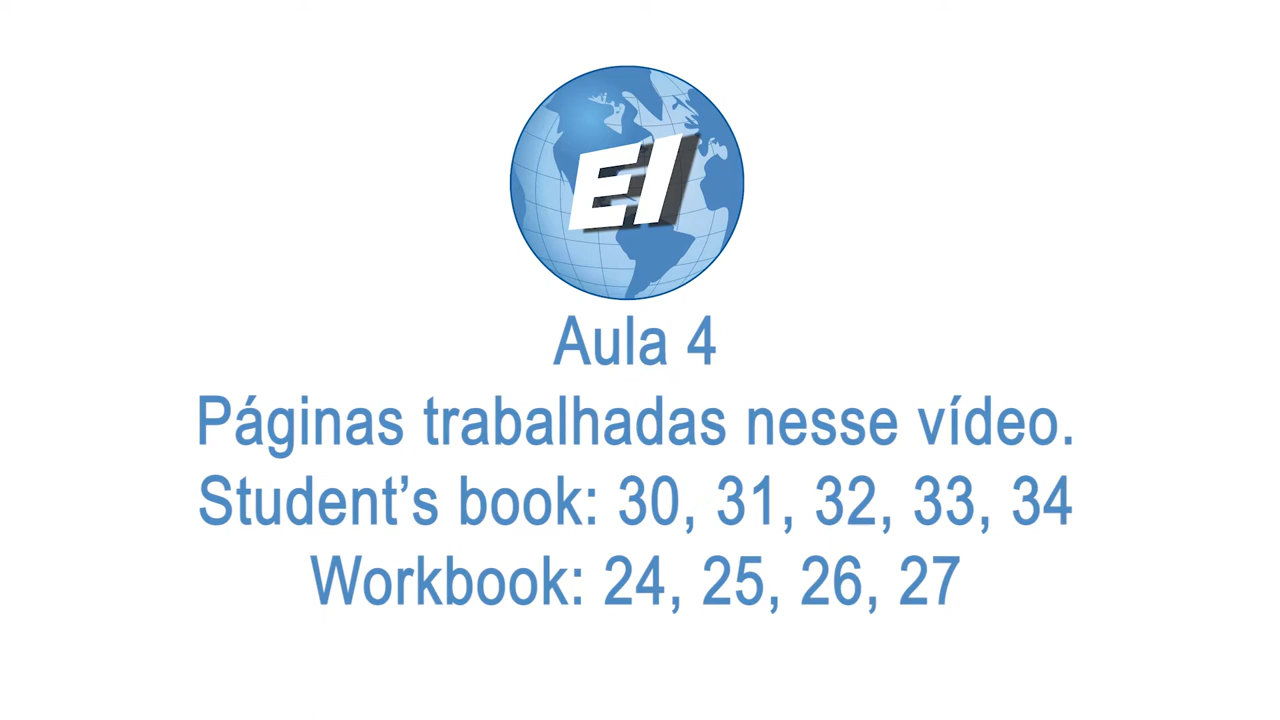 EI
Aula 4
Páginas trabalhadas nesse vídeo.
Student’s book: 30, 31, 32, 33, 34
Workbook: 24, 25, 26, 27